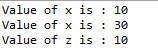 Value of x is : 10
Value of x is : 30
Value of z is : 10